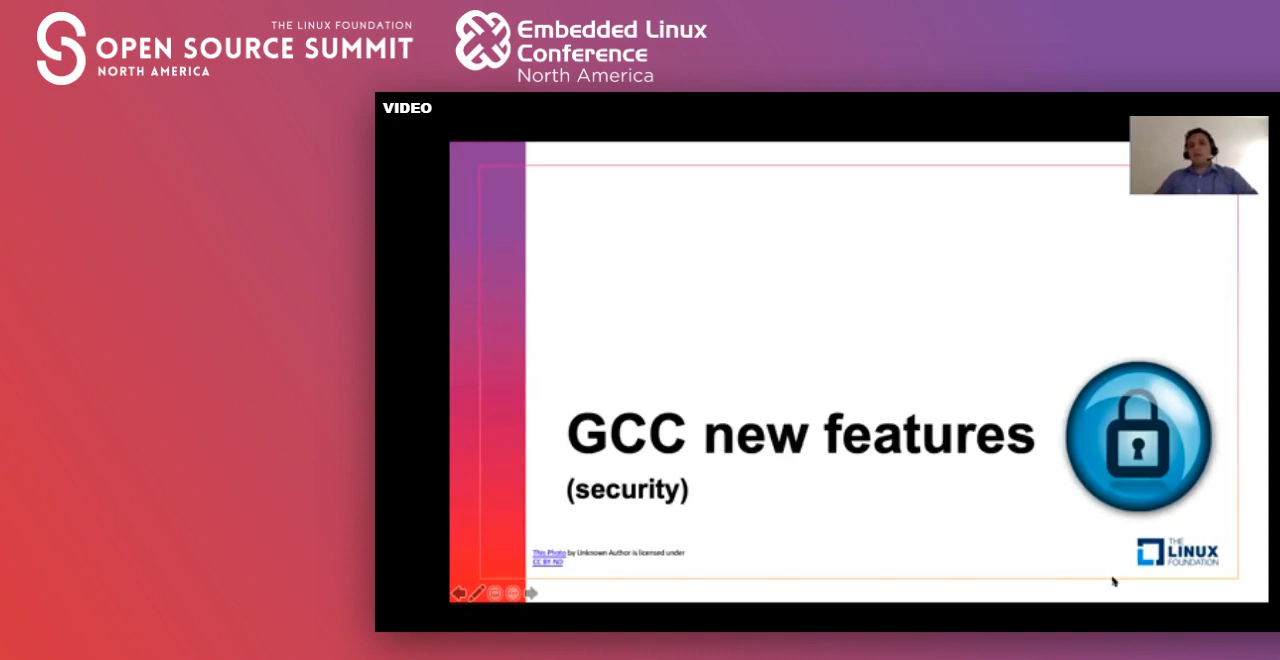 THE LINUX FOUNDATION
OPEN SOURCE SUMMIT
NORTH AMERICA
Embedded Linux
Conference
North America
VIDEO
GCC new features
(security)
This Photo by Unknown Author is licensed under
CC BY-ND
THE
LINUX
FOUNDATION